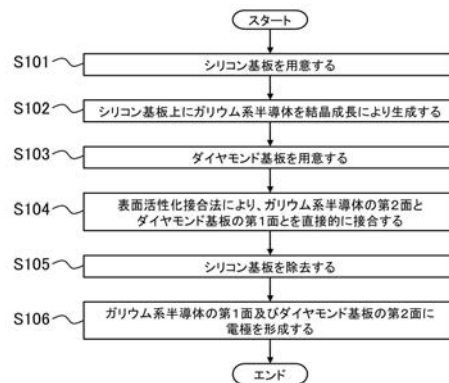 スタート
S101
シリコン基板を用意する
S102
シリコン基板上にガリウム系半導体を結晶成長により生成する
S103
ダイヤモンド基板を用意する
S104
表面活性化接合法により、ガリウム系半導体の第2面と
ダイヤモンド基板の第1面とを直接的に接合する
S105
シリコン基板を除去する
S106
ガリウム系半導体の第1面及びダイヤモンド基板の第2面に
電極を形成する
エンド